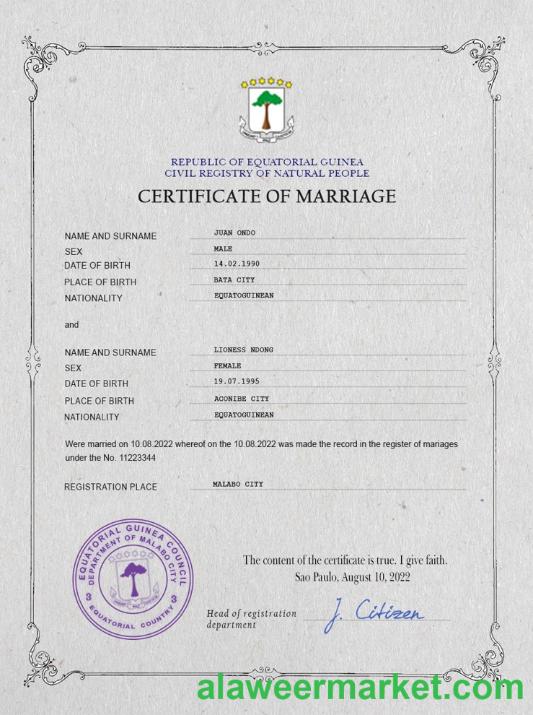 REPUBLIC OF EQUATORIAL GUINEA
CIVIL REGISTRY OF NATURAL PEOPLE
CERTIFICATE OF MARRIAGE
NAME AND SURNAME JUAN ONDO
SEX MALE
DATE OF BIRTH 14.02.1990
PLACE OF BIRTH BATA CITY
NATIONALITY EQUATOGUINEAN
and
NAME AND SURNAME LIONESS NDONG
SEX FEMALE
DATE OF BIRTH 19.07.1995
PLACE OF BIRTH ACONIBE CITY
NATIONALITY EQUATOGUINEAN
Were married on 10.08.2022 whereof on the 10.08.2022 was made the record in the register of mariages
under the No. 11223344
REGISTRATION PLACE MALABO CITY
EQUATORIAL GUINEA COUNCIL
DEPARTMENT OF MALABO CITY
3 3
EQUATORIAL COUNTRY
The content of the certificate is true. I give faith.
Sao Paulo, August 10, 2022
Head of registration
department
J. Citizen
alaweermarket.com